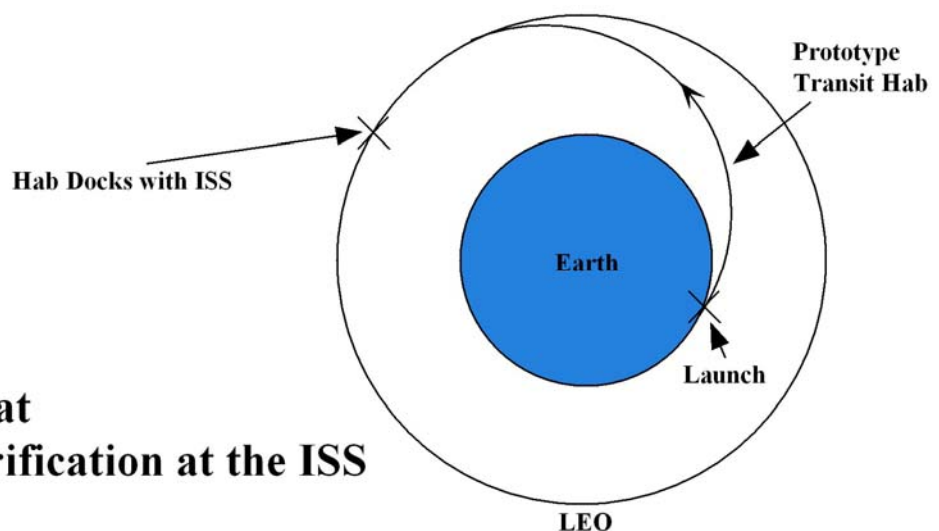 Prototype
Transit Hab
Hab Docks with ISS
Earth
Launch
at
rification at the ISS
LEO